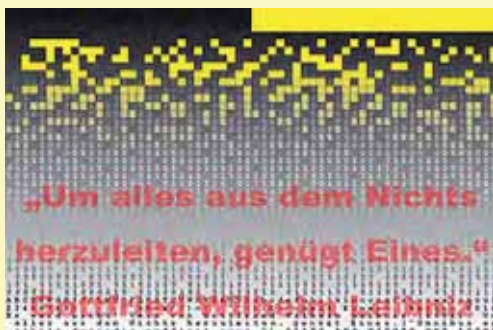 „Um alles aus dem Nichts
herzuleiten, genügt Eines.“
Gottfried Wilhelm Leibniz